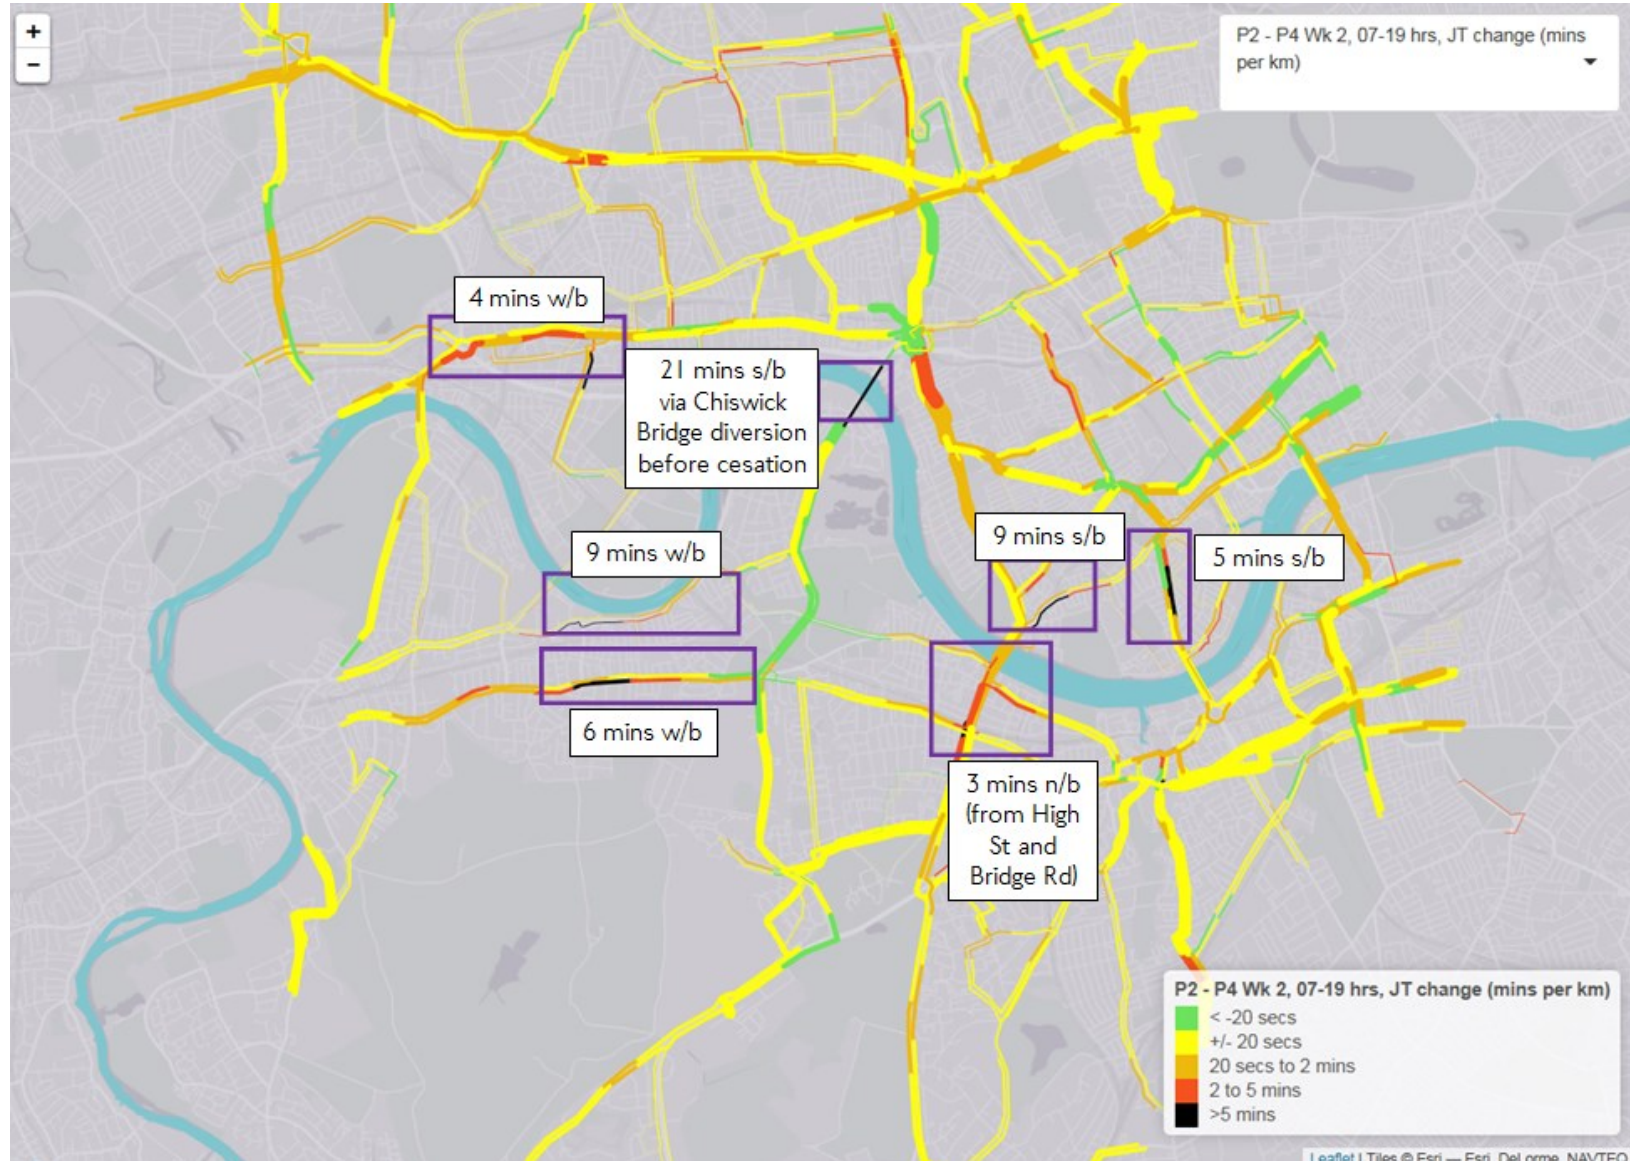 +
−
P2 - P4 Wk 2, 07-19 hrs, JT change (mins
per km)
4 mins w/b
21 mins s/b
via Chiswick
Bridge diversion
before cesation
9 mins w/b
9 mins s/b
5 mins s/b
6 mins w/b
3 mins n/b
(from High
St and
Bridge Rd)
P2 - P4 Wk 2, 07-19 hrs, JT change (mins per km)
< -20 secs
+/- 20 secs
20 secs to 2 mins
2 to 5 mins
>5 mins
Leaflet | Tiles © Esri — Esri, DeLorme, NAVTEQ